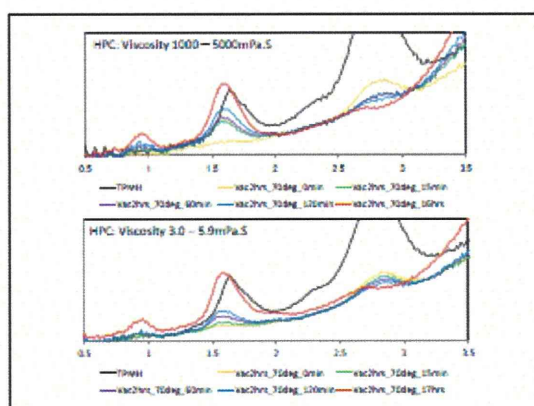 HPC: Viscosity 1000 – 5000mPa.S
0.5 1 1.5 2 2.5 3 3.5
TPMH Vac2hrs_70deg_0min Vac2hrs_70deg_15min
Vac2hrs_70deg_60min Vac2hrs_70deg_120min Vac2hrs_70deg_16hrs
HPC: Viscosity 3.0 – 5.9mPa.S
0.5 1 1.5 2 2.5 3 3.5
TPMH Vac2hrs_70deg_0min Vac2hrs_70deg_15min
Vac2hrs_70deg_60min Vac2hrs_70deg_120min Vac2hrs_70deg_17hrs